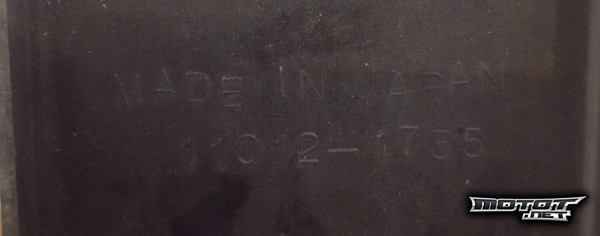 MADE IN JAPAN
11012-1735
MOTOT
.NET